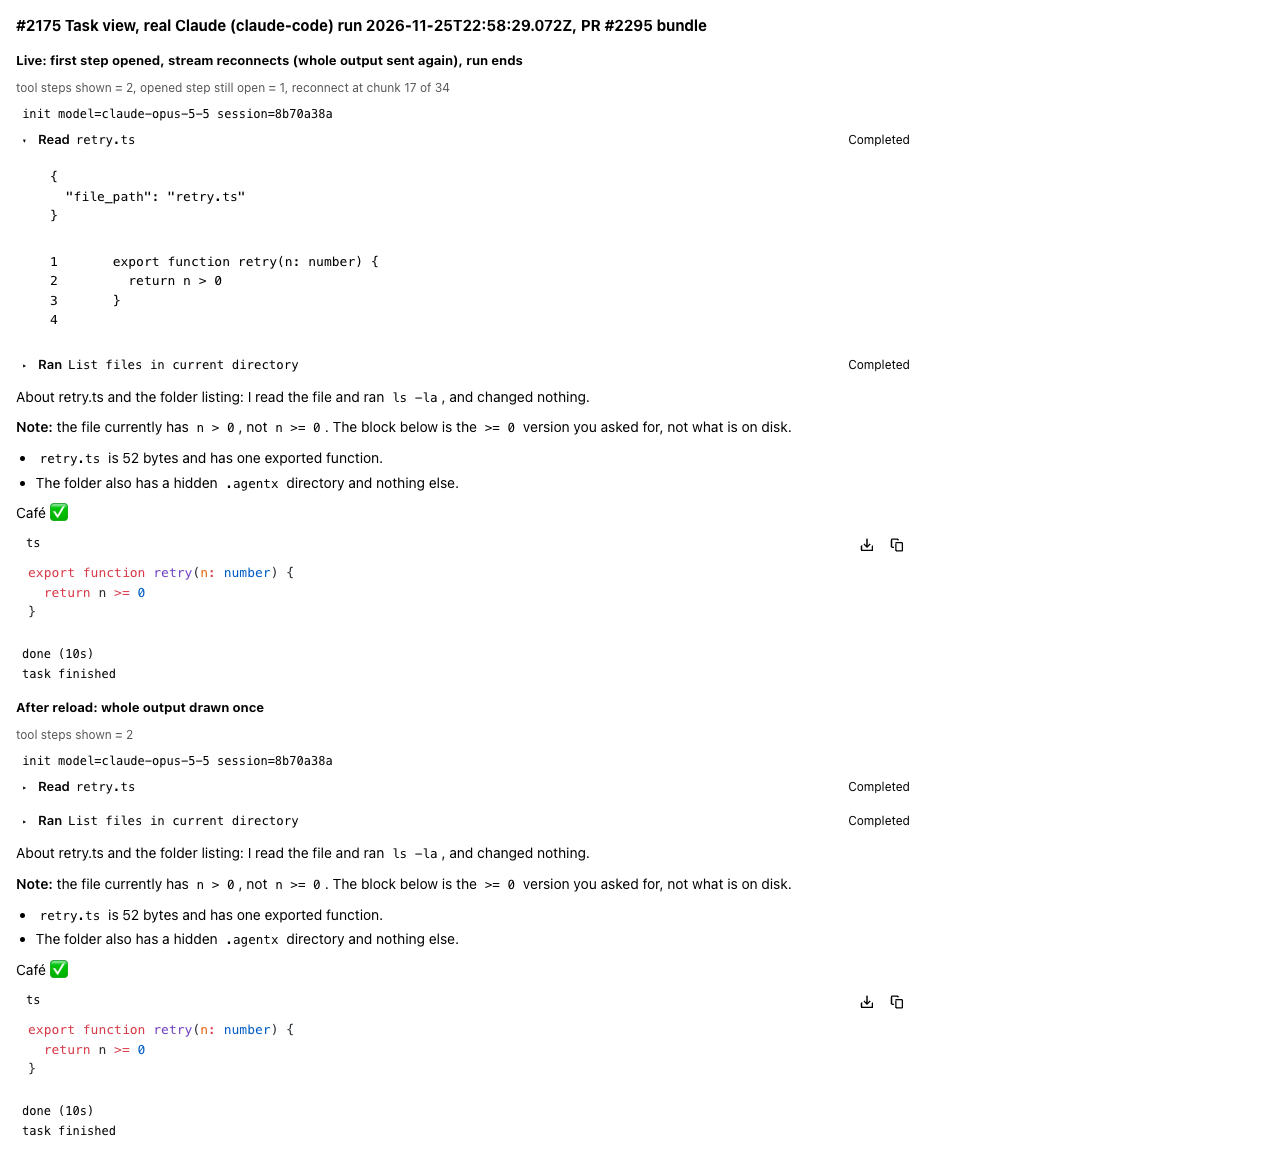 #2175 Task view, real Claude (claude-code) run 2026-11-25T22:58:29.072Z, PR #2295 bundle
Live: first step opened, stream reconnects (whole output sent again), run ends
tool steps shown = 2, opened step still open = 1, reconnect at chunk 17 of 34
init model=claude-opus-5-5 session=8b70a38a
▾ Read retry.ts Completed
{
  "file_path": "retry.ts"
}
1       export function retry(n: number) {
2         return n > 0
3       }
4
▸ Ran List files in current directory Completed
About retry.ts and the folder listing: I read the file and ran ls -la, and changed nothing.
Note: the file currently has n > 0, not n >= 0. The block below is the >= 0 version you asked for, not what is on disk.
• retry.ts is 52 bytes and has one exported function.
• The folder also has a hidden .agentx directory and nothing else.
Café ✅
ts
export function retry(n: number) {
  return n >= 0
}
done (10s)
task finished
After reload: whole output drawn once
tool steps shown = 2
init model=claude-opus-5-5 session=8b70a38a
▸ Read retry.ts Completed
▸ Ran List files in current directory Completed
About retry.ts and the folder listing: I read the file and ran ls -la, and changed nothing.
Note: the file currently has n > 0, not n >= 0. The block below is the >= 0 version you asked for, not what is on disk.
• retry.ts is 52 bytes and has one exported function.
• The folder also has a hidden .agentx directory and nothing else.
Café ✅
ts
export function retry(n: number) {
  return n >= 0
}
done (10s)
task finished